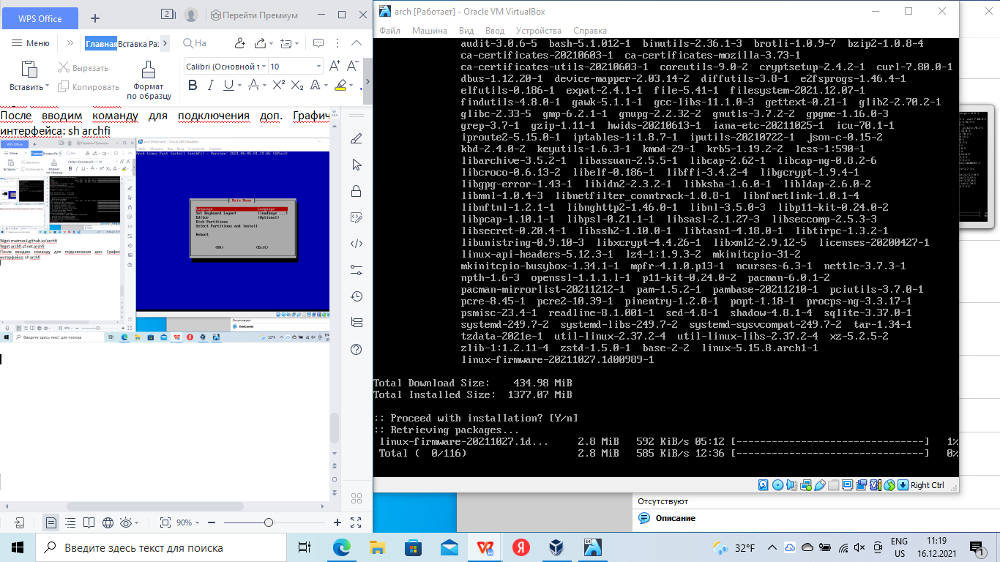 WPS Office
2
Перейти Премиум
Меню
Главная
Вставка
Раз
На
Вставить
Вырезать
Копировать
Формат
по образцу
Calibri (Основной т
10
После вводим команду для подключения доп. Графич
интерфейса: sh archfi
Main Menu
Language Language
Set Keyboard Layout (loadkeys ...)
Editor (Optional)
Disk Partitions
Select Partitions and Install
Reboot
Wget matmoul.github.io/archfi
Wget archfi.sf.net.archfi
После вводим команду для подключения доп. Графич
интерфейса: sh archfi
Введите здесь текст для поиска
90%
arch [Работает] - Oracle VM VirtualBox
Файл Машина Вид Ввод Устройства Справка
audit-3.0.6-5 bash-5.1.012-1 binutils-2.36.1-3 brotli-1.0.9-7 bzip2-1.0.8-4
ca-certificates-20210603-1 ca-certificates-mozilla-3.73-1
ca-certificates-utils-20210603-1 coreutils-9.0-2 cryptsetup-2.4.2-1 curl-7.80.0-1
dbus-1.12.20-1 device-mapper-2.03.14-2 diffutils-3.8-1 e2fsprogs-1.46.4-1
elfutils-0.186-1 expat-2.4.1-1 file-5.41-1 filesystem-2021.12.07-1
findutils-4.8.0-1 gawk-5.1.1-1 gcc-libs-11.1.0-3 gettext-0.21-1 glib2-2.70.2-1
glibc-2.33-5 gmp-6.2.1-1 gnupg-2.2.32-2 gnutls-3.7.2-2 gpgme-1.16.0-3
grep-3.7-1 gzip-1.11-1 hwids-20210613-1 iana-etc-20211025-1 icu-70.1-1
iproute2-5.15.0-1 iptables-1:1.8.7-1 iputils-20210722-1 json-c-0.15-2
kbd-2.4.0-2 keyutils-1.6.3-1 kmod-29-1 krb5-1.19.2-2 less-1:590-1
libarchive-3.5.2-1 libassuan-2.5.5-1 libcap-2.62-1 libcap-ng-0.8.2-6
libcroco-0.6.13-2 libelf-0.186-1 libffi-3.4.2-4 libgcrypt-1.9.4-1
libgpg-error-1.43-1 libidn2-2.3.2-1 libksba-1.6.0-1 libldap-2.6.0-2
libmnl-1.0.4-3 libnetfilter_conntrack-1.0.8-1 libnfnetlink-1.0.1-4
libnftnl-1.2.1-1 libnghttp2-1.46.0-1 libnl-3.5.0-3 libp11-kit-0.24.0-2
libpcap-1.10.1-1 libpsl-0.21.1-1 libsasl-2.1.27-3 libseccomp-2.5.3-3
libsecret-0.20.4-1 libssh2-1.10.0-1 libtasn1-4.18.0-1 libtirpc-1.3.2-1
libunistring-0.9.10-3 libxcrypt-4.4.26-1 libxml2-2.9.12-5 licenses-20200427-1
linux-api-headers-5.12.3-1 lz4-1:1.9.3-2 mkinitcpio-31-2
mkinitcpio-busybox-1.34.1-1 mpfr-4.1.0.p13-1 ncurses-6.3-1 nettle-3.7.3-1
npth-1.6-3 openssl-1.1.1.l-1 p11-kit-0.24.0-2 pacman-6.0.1-2
pacman-mirrorlist-20211212-1 pam-1.5.2-1 pambase-20211210-1 pciutils-3.7.0-1
pcre-8.45-1 pcre2-10.39-1 pinentry-1.2.0-1 popt-1.18-1 procps-ng-3.3.17-1
psmisc-23.4-1 readline-8.1.001-1 sed-4.8-1 shadow-4.8.1-4 sqlite-3.37.0-1
systemd-249.7-2 systemd-libs-249.7-2 systemd-sysvcompat-249.7-2 tar-1.34-1
tzdata-2021e-1 util-linux-2.37.2-4 util-linux-libs-2.37.2-4 xz-5.2.5-2
zlib-1:1.2.11-4 zstd-1.5.0-1 base-2-2 linux-5.15.8.arch1-1
linux-firmware-20211027.1d00989-1
Total Download Size: 434.98 MiB
Total Installed Size: 1377.07 MiB
:: Proceed with installation? [Y/n]
:: Retrieving packages...
linux-firmware-20211027.1d... 2.8 MiB 592 KiB/s 05:12 [------------------------------] 1%
Total ( 0/116) 2.8 MiB 585 KiB/s 12:36 [------------------------------] 0%
Right Ctrl
Отсутствуют
Описание
Введите здесь текст для поиска
32°F
ENG
US
11:19
16.12.2021
1